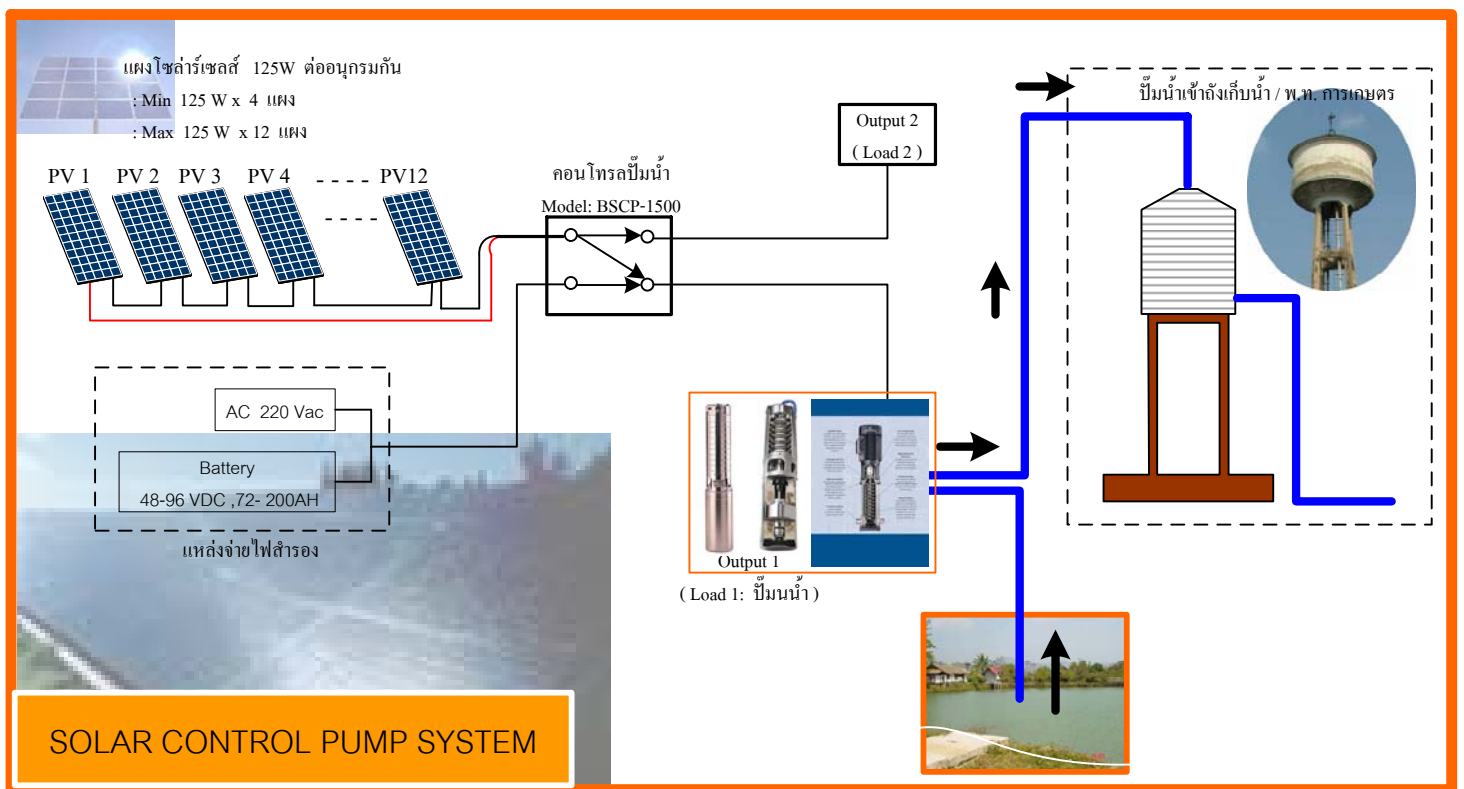 แผงโซล่าร์เซลส์ 125W ต่ออนุกรมกัน
: Min 125 W x 4 แผง
: Max 125 W x 12 แผง
PV 1 PV 2 PV 3 PV 4 - - - - PV12
- - - -
คอนโทรลปั๊มน้ำ
Model: BSCP-1500
Output 2
( Load 2 )
ปั๊มน้ำเข้าถังเก็บน้ำ / พ.ท. การเกษตร
AC 220 Vac
Battery
48-96 VDC ,72- 200AH
แหล่งจ่ายไฟสำรอง
Output 1
( Load 1: ปั๊มนน้ำ )
SOLAR CONTROL PUMP SYSTEM